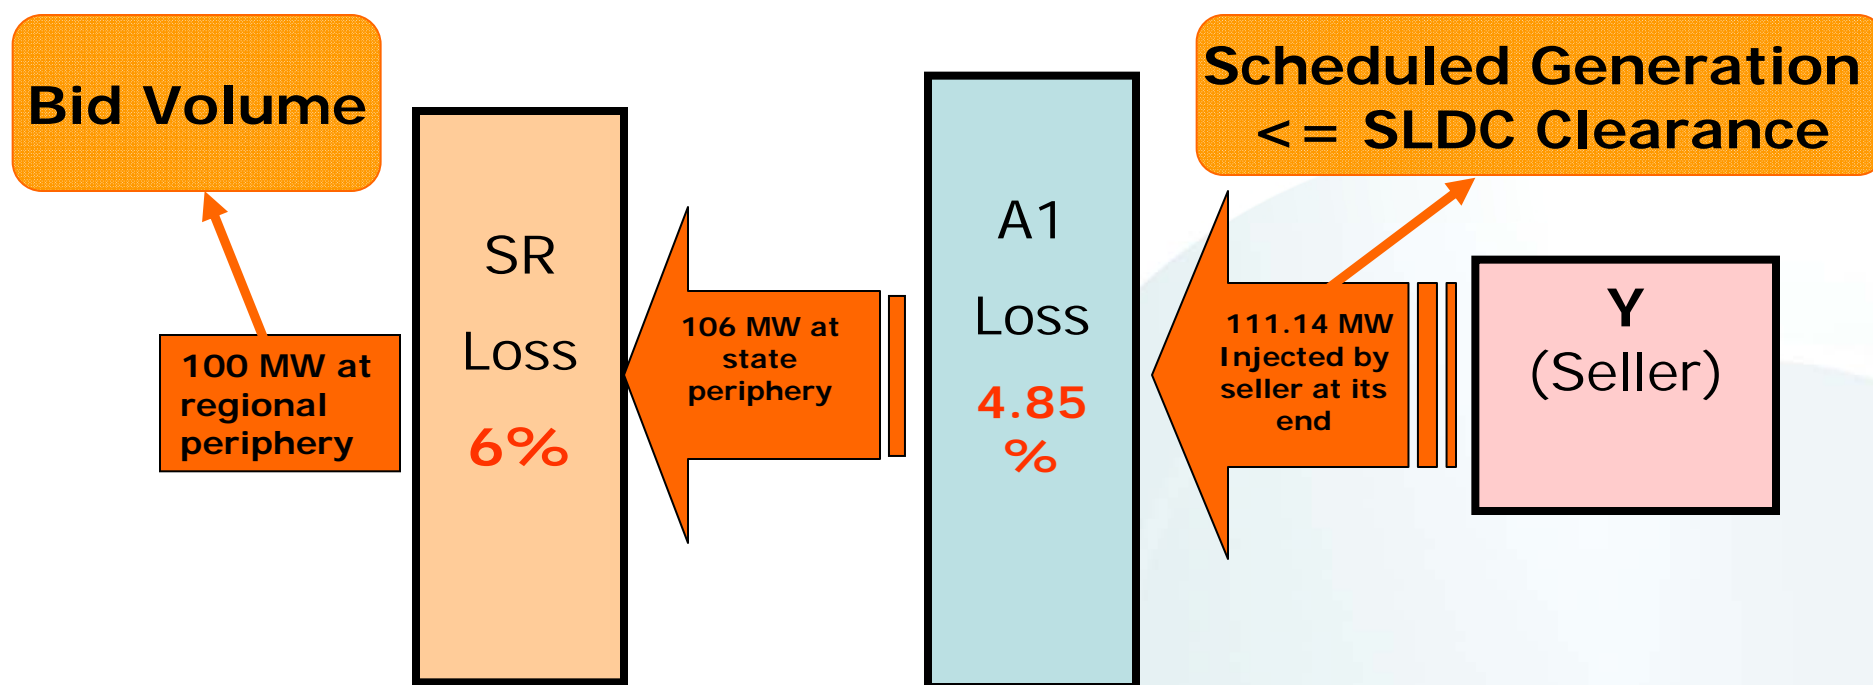 Bid Volume
Scheduled Generation
<= SLDC Clearance
100 MW at
regional
periphery
SR
Loss
6%
106 MW at
state
periphery
A1
Loss
4.85
%
111.14 MW
Injected by
seller at its
end
Y
(Seller)